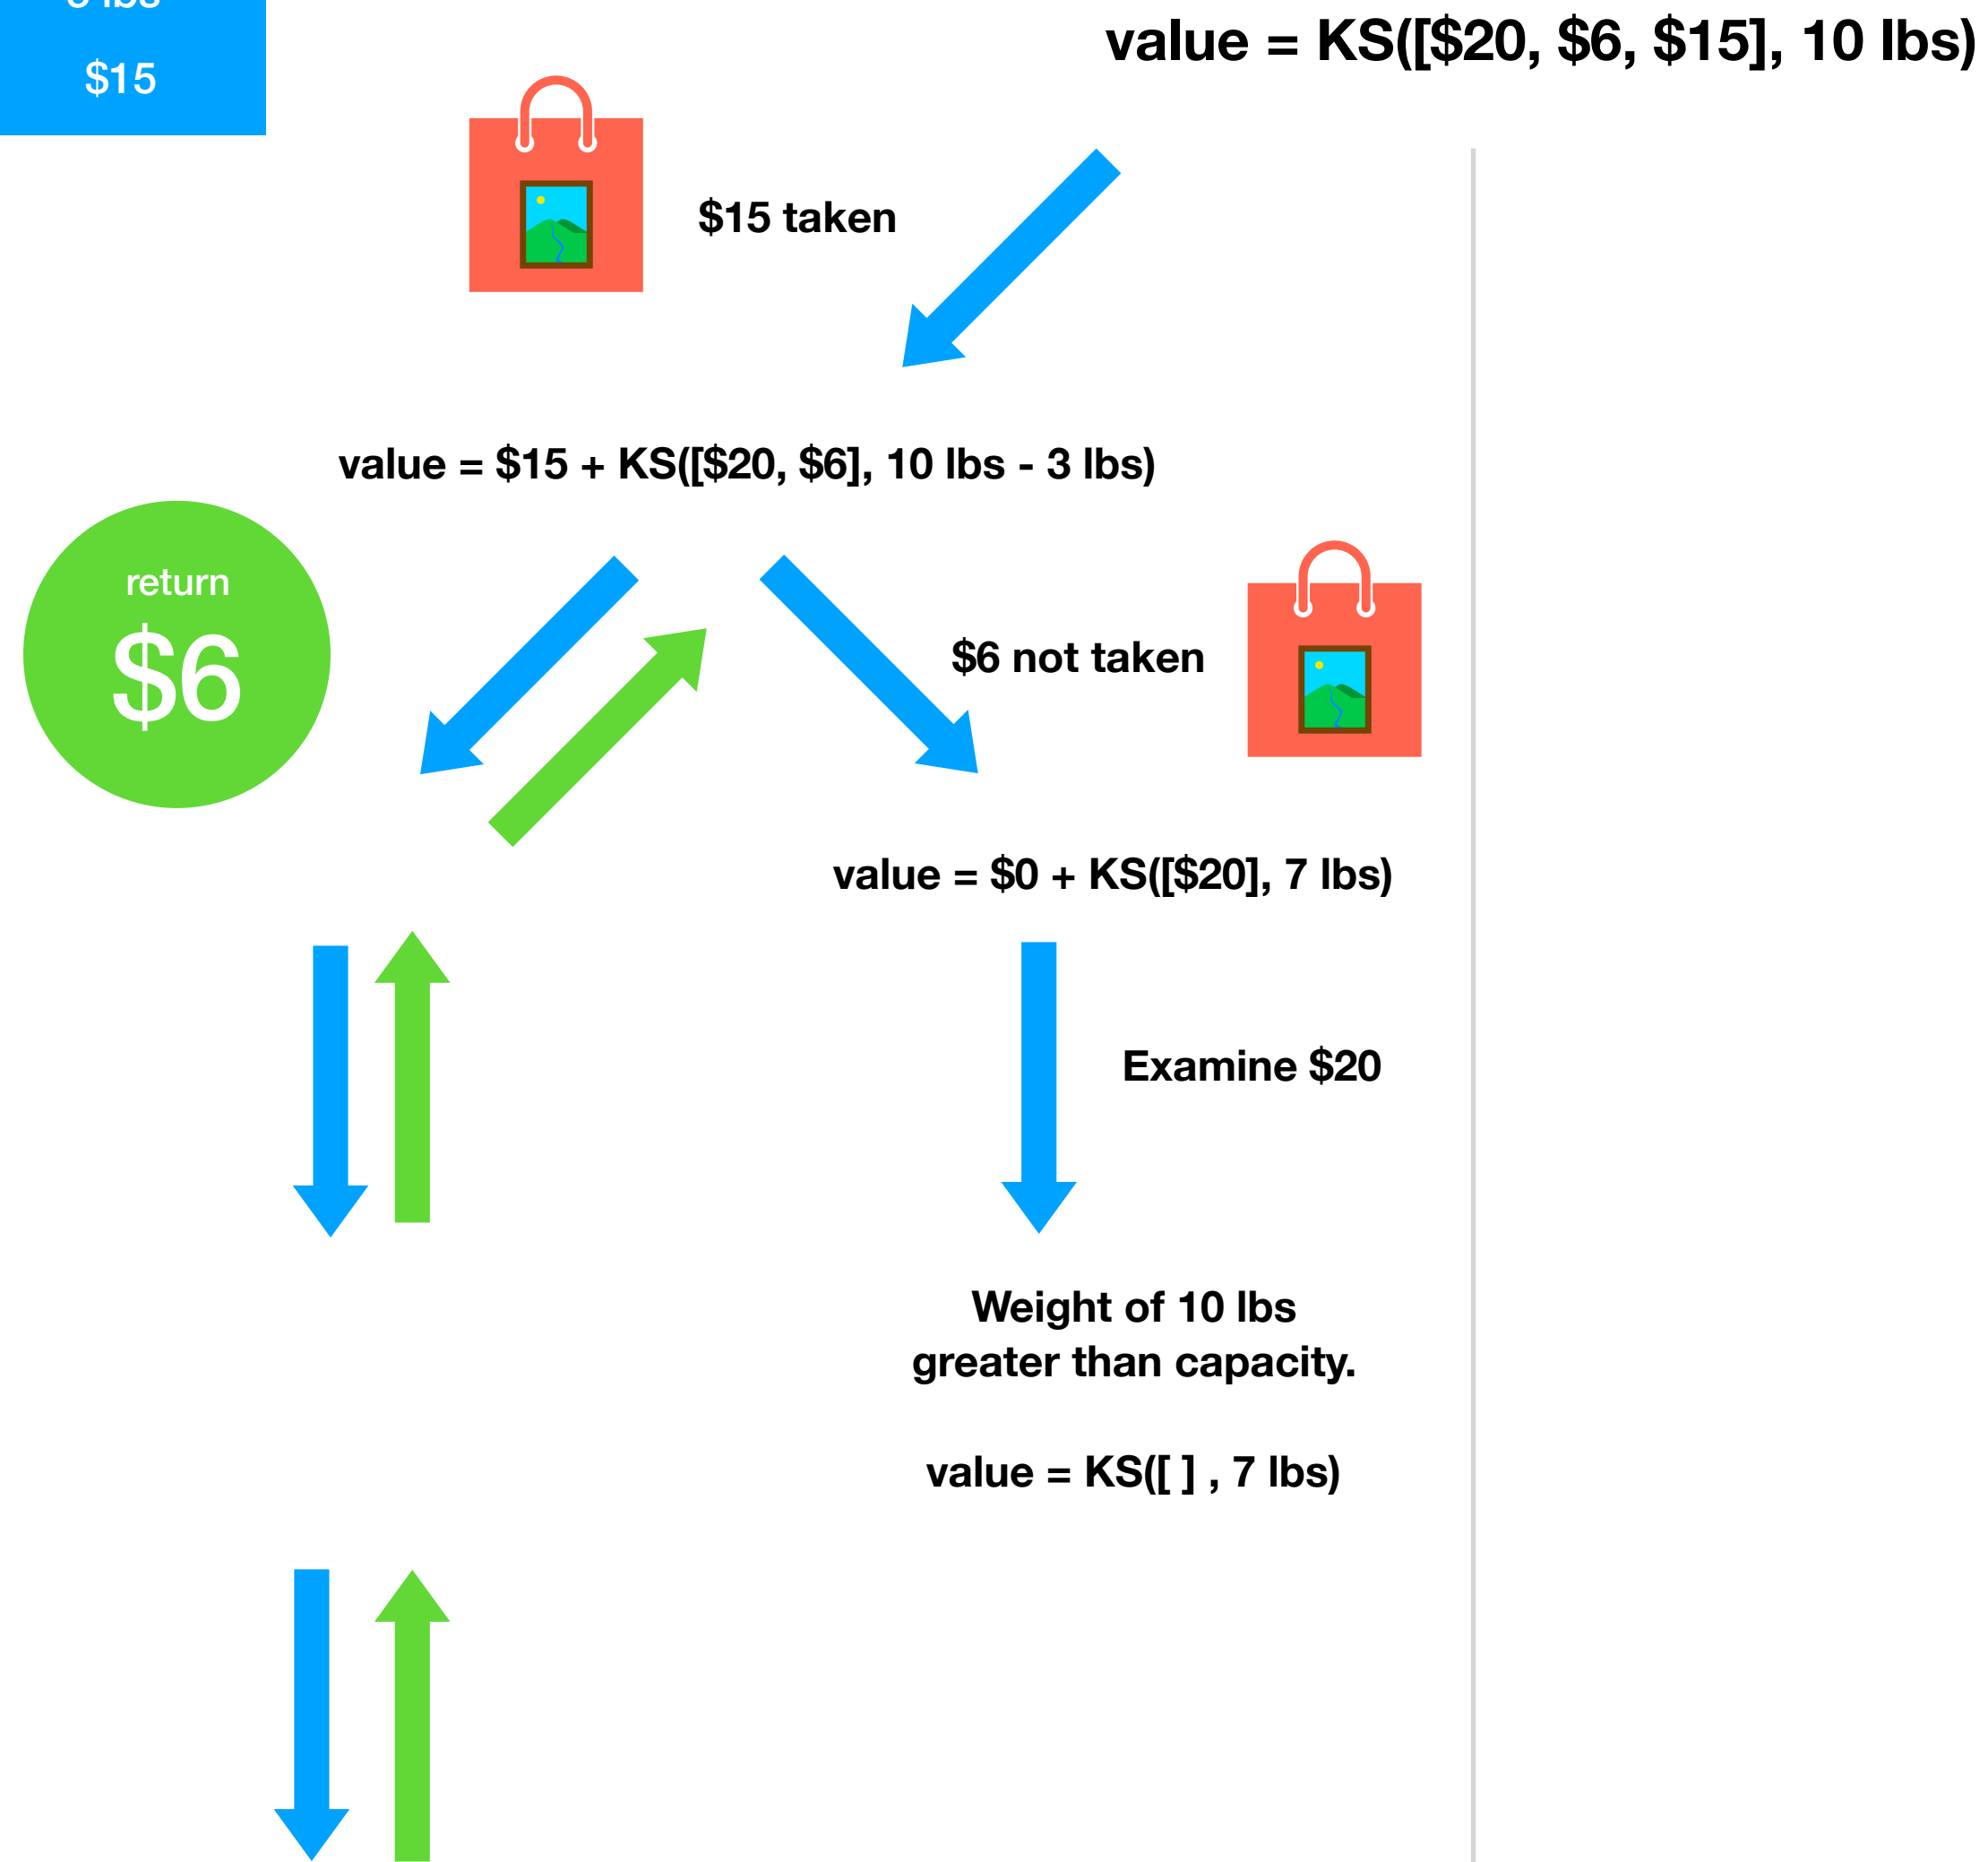 $15
value = KS([$20, $6, $15], 10 lbs)
$15 taken
value = $15 + KS([$20, $6], 10 lbs - 3 lbs)
return
$6
$6 not taken
value = $0 + KS([$20], 7 lbs)
Examine $20
Weight of 10 lbs
greater than capacity.
value = KS([ ] , 7 lbs)